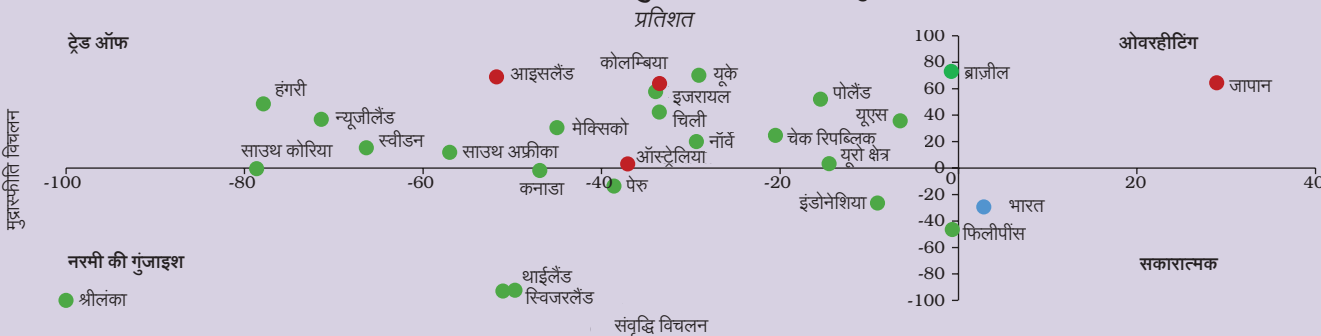 प्रतिशत
ट्रेड ऑफ
ओवरहीटिंग
100
80
60
40
20
0
-20
-40
-60
-80
-100
-100
-80
-60
-40
-20
0
20
40
मुद्रास्फीति विचलन
हंगरी
न्यूजीलैंड
स्वीडन
साउथ कोरिया
आइसलैंड
साउथ अफ्रीका
मेक्सिको
कनाडा
कोलम्बिया
यूके
इजरायल
चिली
नॉर्वे
ऑस्ट्रेलिया
पेरु
पोलैंड
चेक रिपब्लिक
यूएस
यूरो क्षेत्र
इंडोनेशिया
ब्राज़ील
जापान
भारत
फिलीपींस
नरमी की गुंजाइश
सकारात्मक
श्रीलंका
थाईलैंड
स्विजरलैंड
संवृद्धि विचलन